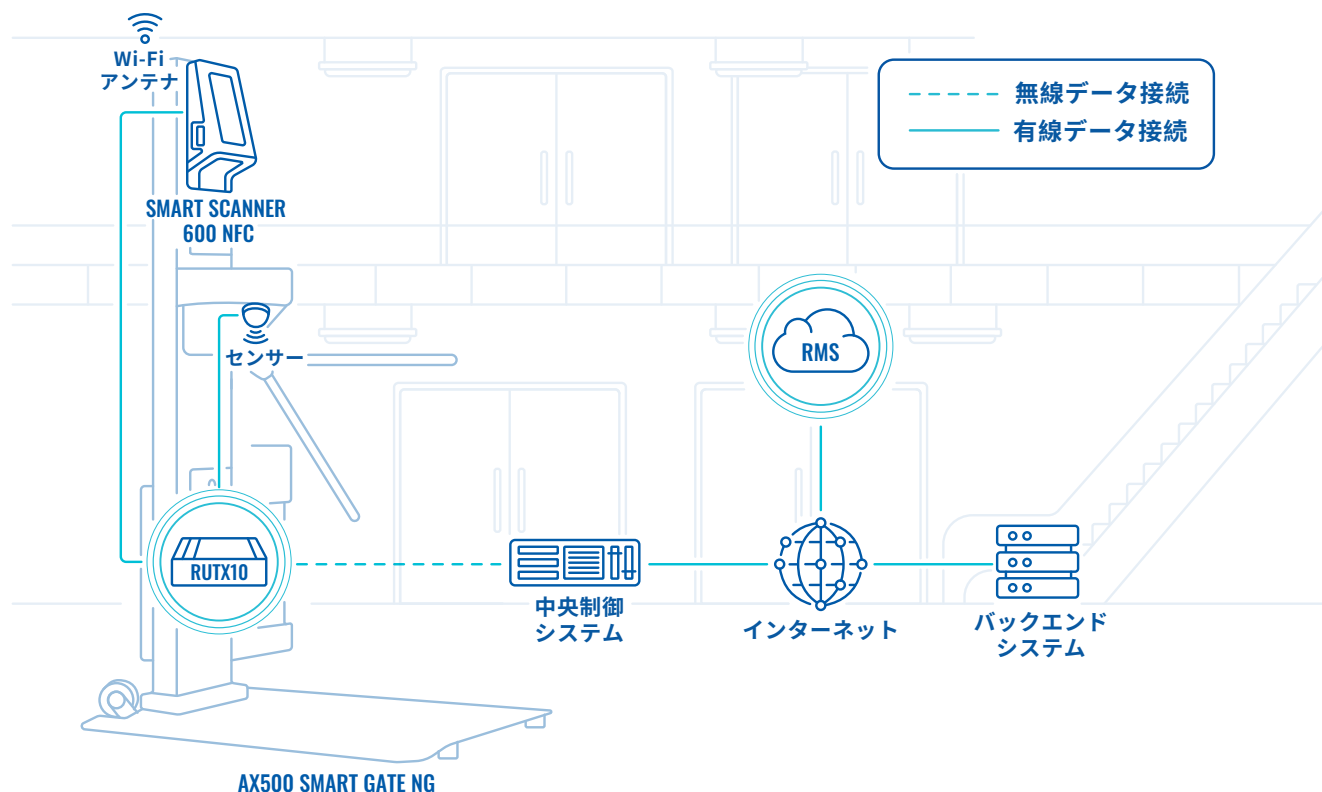 Wi-Fi
アンテナ
無線データ接続
有線データ接続
SMART SCANNER
600 NFC
センサー
RMS
RUTX10
中央制御
システム
インターネット
バックエンド
システム
AX500 SMART GATE NG